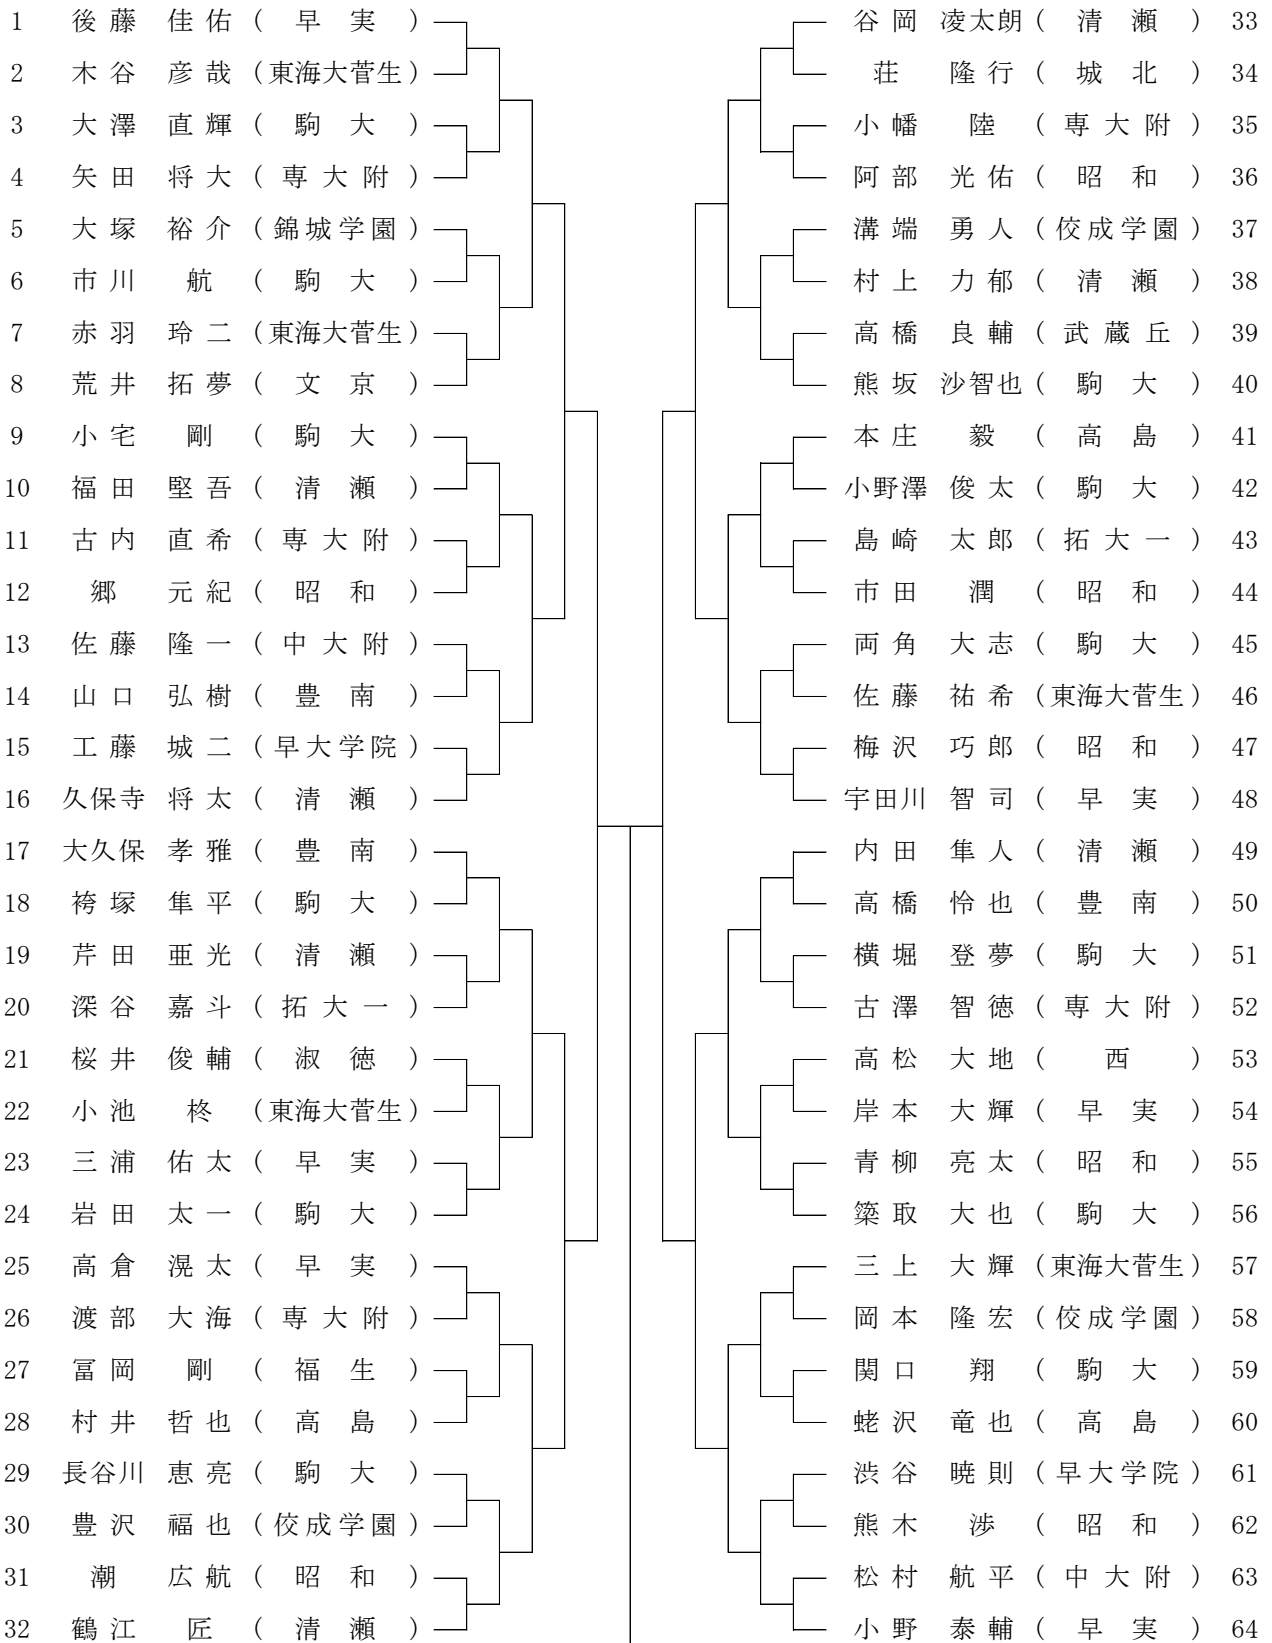 1 後藤 佳佑 (早実)
2 木谷 彦哉 (東海大菅生)
3 大澤 直輝 (駒大)
4 矢田 将大 (専大附)
5 大塚 裕介 (錦城学園)
6 市川 航 (駒大)
7 赤羽 玲二 (東海大菅生)
8 荒井 拓夢 (文京)
9 小宅 剛 (駒大)
10 福田 堅吾 (清瀬)
11 古内 直希 (専大附)
12 郷 元紀 (昭和)
13 佐藤 隆一 (中大附)
14 山口 弘樹 (豊南)
15 工藤 城二 (早大学院)
16 久保寺 将太 (清瀬)
17 大久保 孝雅 (豊南)
18 袴塚 隼平 (駒大)
19 芹田 亜光 (清瀬)
20 深谷 嘉斗 (拓大一)
21 桜井 俊輔 (淑徳)
22 小池 柊 (東海大菅生)
23 三浦 佑太 (早実)
24 岩田 太一 (駒大)
25 高倉 滉太 (早実)
26 渡部 大海 (専大附)
27 冨岡 剛 (福生)
28 村井 哲也 (高島)
29 長谷川 恵亮 (駒大)
30 豊沢 福也 (佼成学園)
31 潮 広航 (昭和)
32 鶴江 匠 (清瀬)
谷岡 凌太朗 (清瀬) 33
荘 隆行 (城北) 34
小幡 陸 (専大附) 35
阿部 光佑 (昭和) 36
溝端 勇人 (佼成学園) 37
村上 力郁 (清瀬) 38
高橋 良輔 (武蔵丘) 39
熊坂 沙智也 (駒大) 40
本庄 毅 (高島) 41
小野澤 俊太 (駒大) 42
島崎 太郎 (拓大一) 43
市田 潤 (昭和) 44
両角 大志 (駒大) 45
佐藤 祐希 (東海大菅生) 46
梅沢 巧郎 (昭和) 47
宇田川 智司 (早実) 48
内田 隼人 (清瀬) 49
高橋 怜也 (豊南) 50
横堀 登夢 (駒大) 51
古澤 智徳 (専大附) 52
高松 大地 (西) 53
岸本 大輝 (早実) 54
青柳 亮太 (昭和) 55
簗取 大也 (駒大) 56
三上 大輝 (東海大菅生) 57
岡本 隆宏 (佼成学園) 58
関口 翔 (駒大) 59
蛯沢 竜也 (高島) 60
渋谷 暁則 (早大学院) 61
熊木 渉 (昭和) 62
松村 航平 (中大附) 63
小野 泰輔 (早実) 64